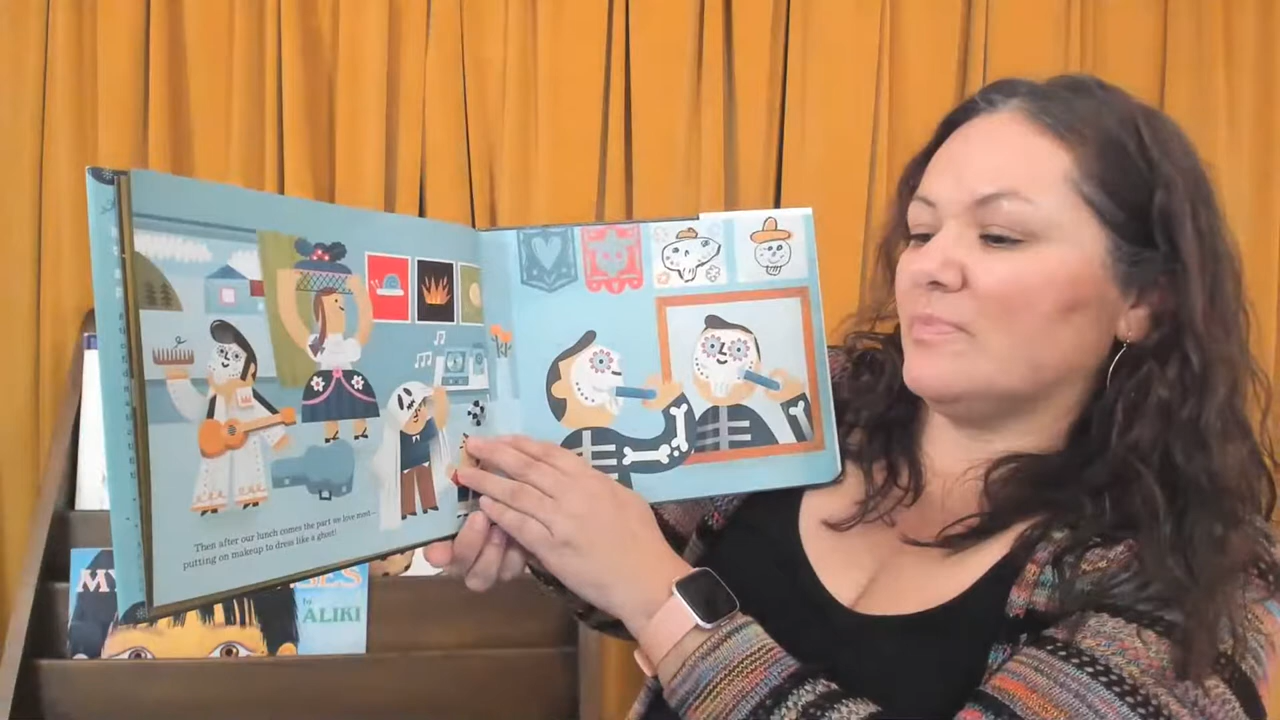 Then after our lunch comes the part we love most—
putting on makeup to dress like a ghost!
MY
ALIKI